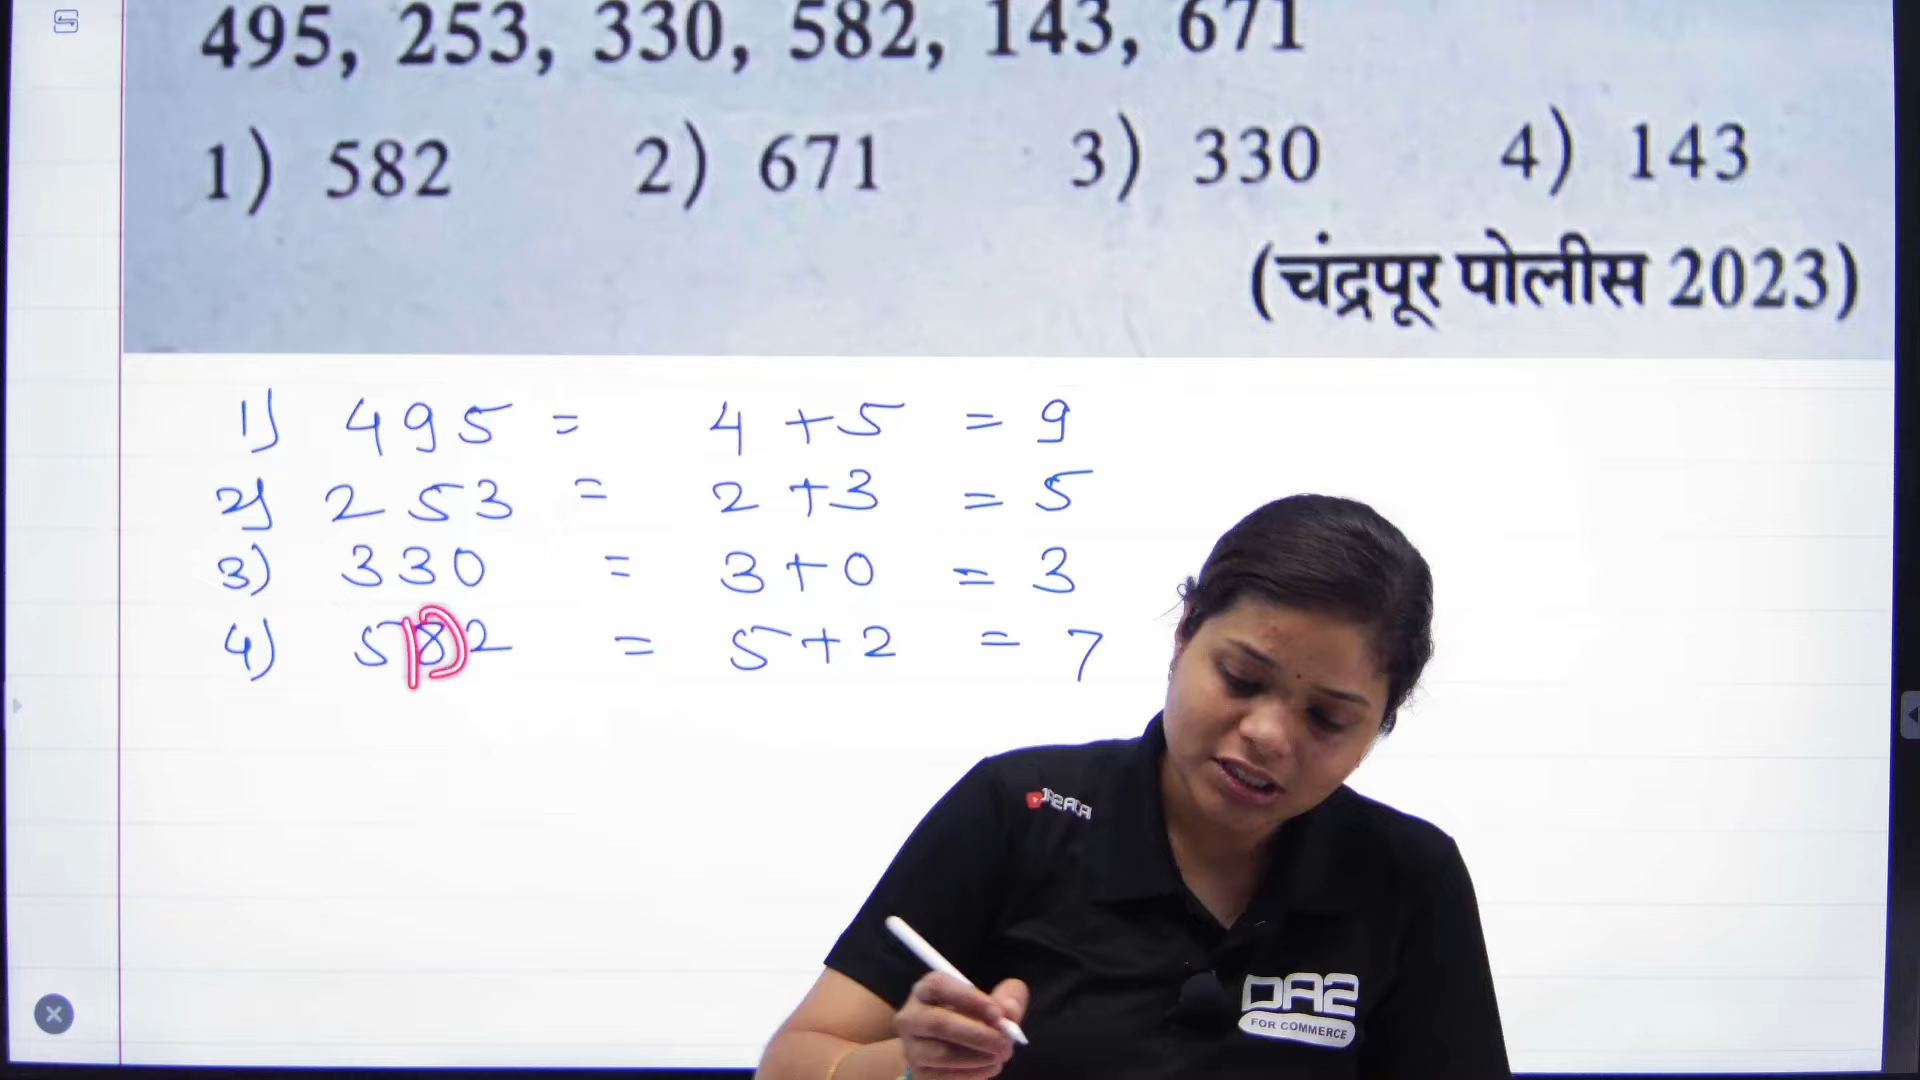 495, 253, 330, 582, 143, 671
1) 582 2) 671 3) 330 4) 143
(चंद्रपूर पोलीस 2023)
1) 495 = 4 + 5 = 9
2) 253 = 2 + 3 = 5
3) 330 = 3 + 0 = 3
4) 582 = 5 + 2 = 7
DA2
FOR COMMERCE